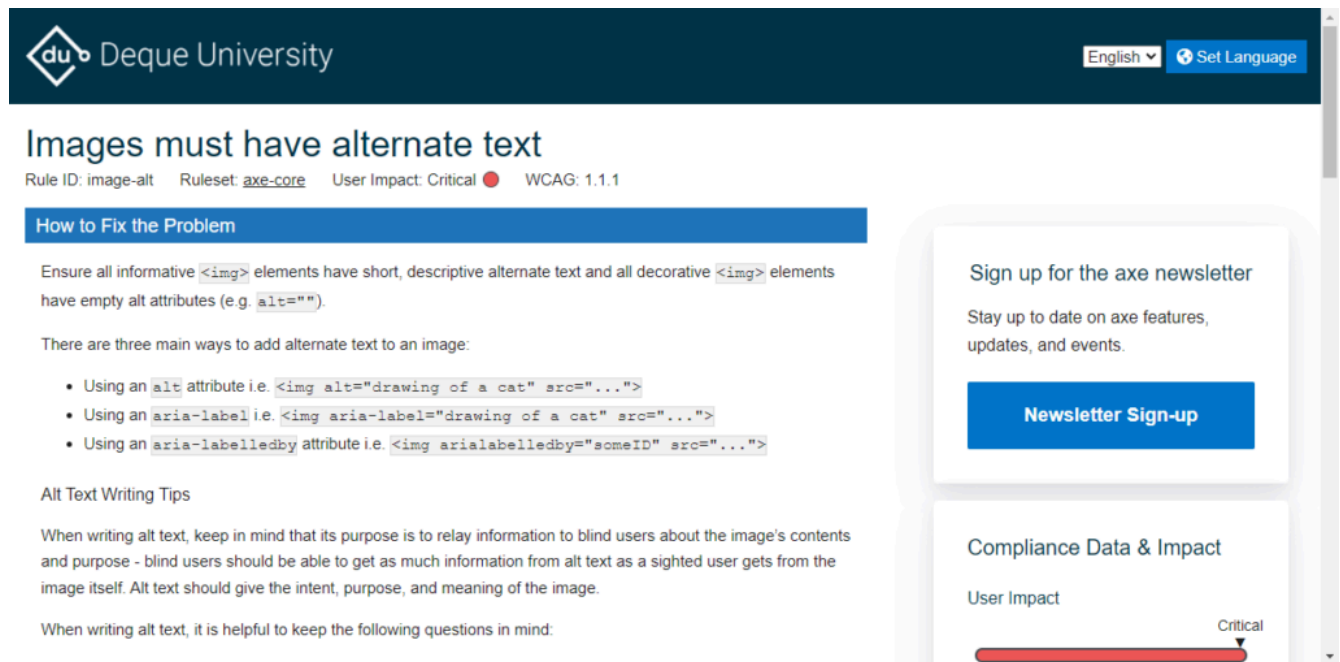 du Deque University
English Set Language
Images must have alternate text
Rule ID: image-alt Ruleset: axe-core User Impact: Critical WCAG: 1.1.1
How to Fix the Problem
Ensure all informative <img> elements have short, descriptive alternate text and all decorative <img> elements
have empty alt attributes (e.g. alt="").
There are three main ways to add alternate text to an image:
• Using an alt attribute i.e. <img alt="drawing of a cat" src="...">
• Using an aria-label i.e. <img aria-label="drawing of a cat" src="...">
• Using an aria-labelledby attribute i.e. <img arialabelledby="someID" src="...">
Alt Text Writing Tips
When writing alt text, keep in mind that its purpose is to relay information to blind users about the image's contents
and purpose - blind users should be able to get as much information from alt text as a sighted user gets from the
image itself. Alt text should give the intent, purpose, and meaning of the image.
When writing alt text, it is helpful to keep the following questions in mind:
Sign up for the axe newsletter
Stay up to date on axe features,
updates, and events.
Newsletter Sign-up
Compliance Data & Impact
User Impact
Critical